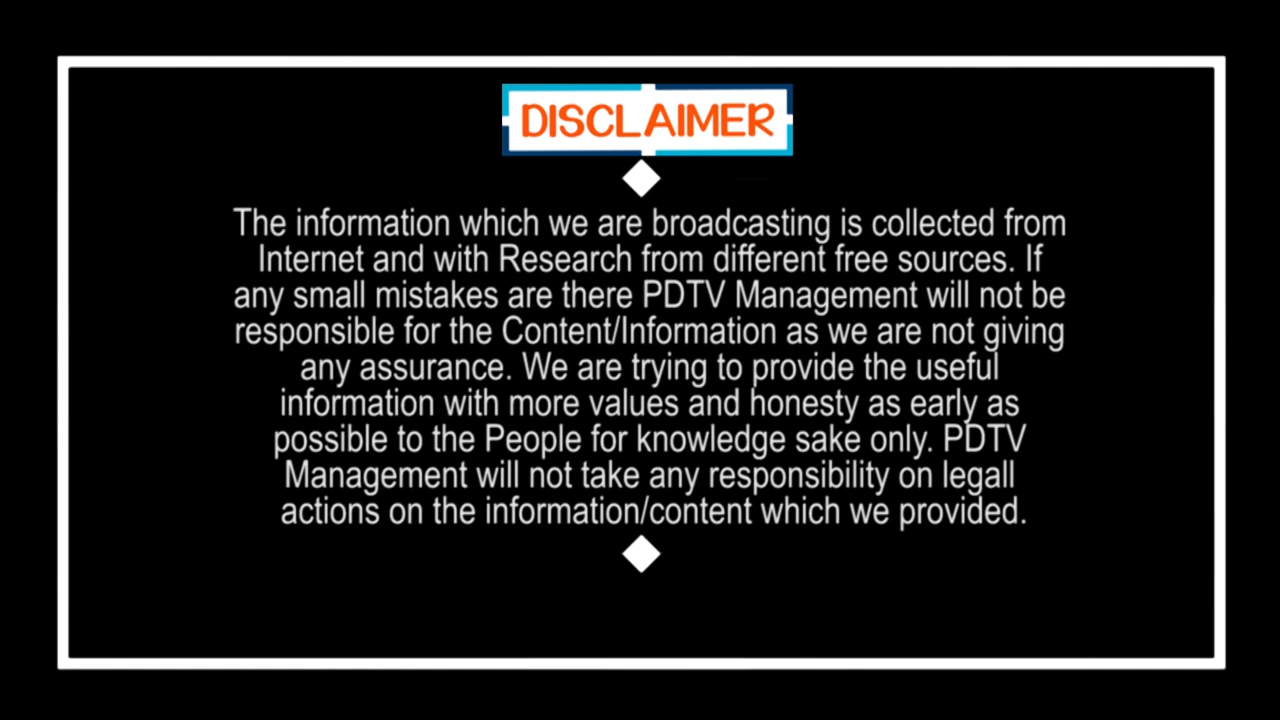 DISCLAIMER
The information which we are broadcasting is collected from
Internet and with Research from different free sources. If
any small mistakes are there PDTV Management will not be
responsible for the Content/Information as we are not giving
any assurance. We are trying to provide the useful
information with more values and honesty as early as
possible to the People for knowledge sake only. PDTV
Management will not take any responsibility on legall
actions on the information/content which we provided.